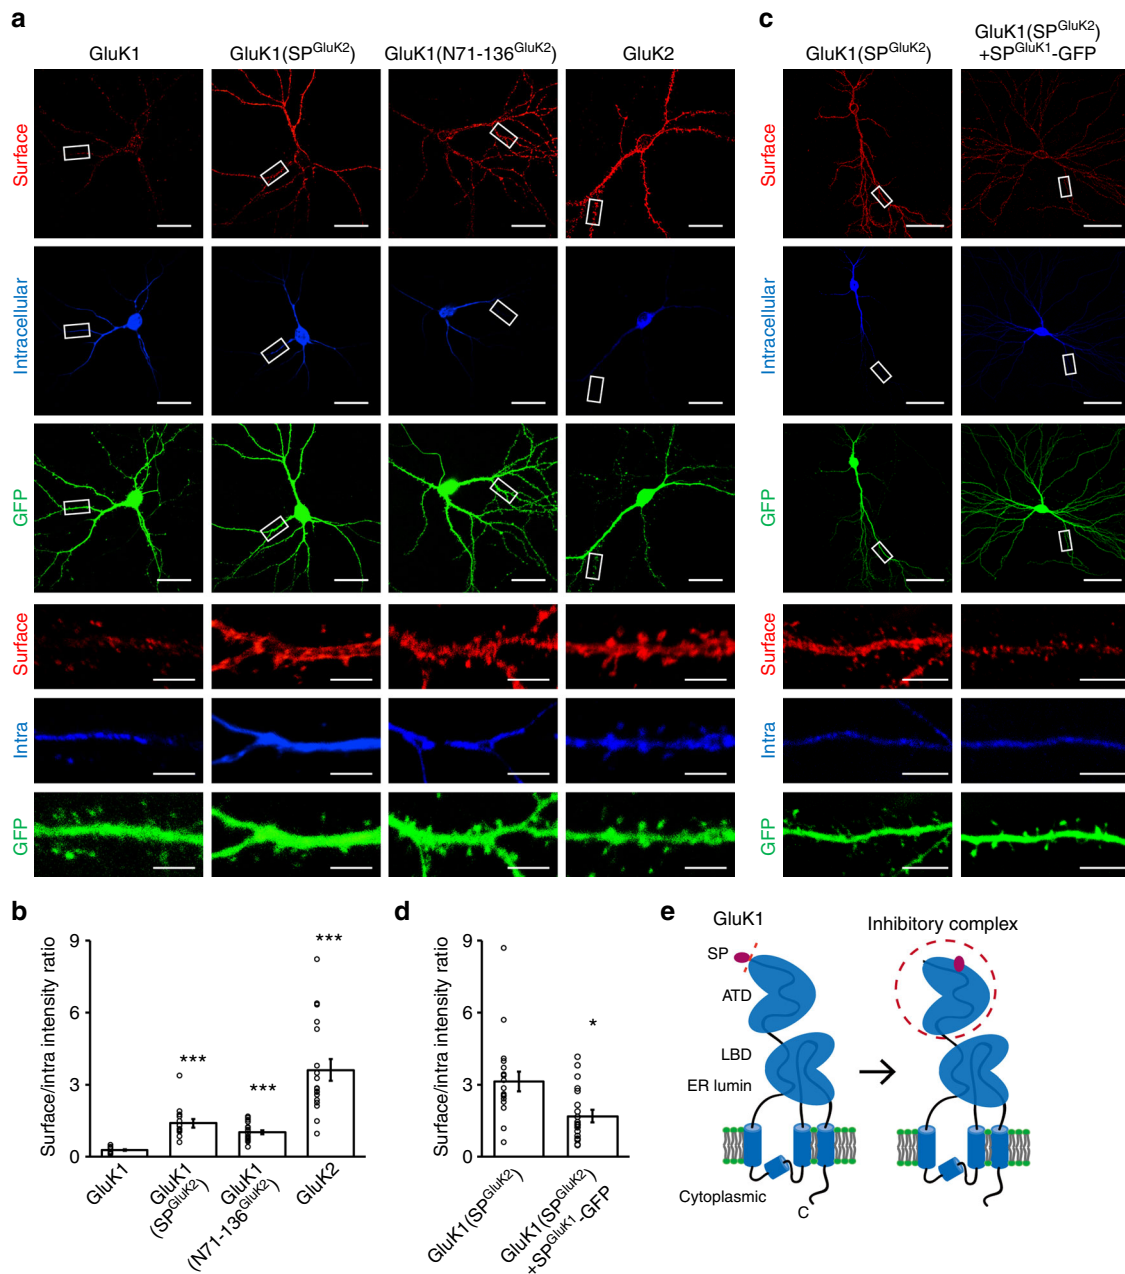 a
GluK1
GluK1(SP^GluK2)
GluK1(N71-136^GluK2)
GluK2
Surface
Intracellular
GFP
Surface
Intra
GFP
c
GluK1(SP^GluK2)
GluK1(SP^GluK2)
+SP^GluK1-GFP
Surface
Intracellular
GFP
Surface
Intra
GFP
b
Surface/intra intensity ratio
9
6
3
0
***
***
***
GluK1
GluK1
(SP^GluK2)
GluK1
(N71-136^GluK2)
GluK2
d
Surface/intra intensity ratio
9
6
3
0
*
GluK1(SP^GluK2)
GluK1(SP^GluK2)
+SP^GluK1-GFP
e
GluK1
Inhibitory complex
SP
ATD
LBD
ER lumin
Cytoplasmic
C